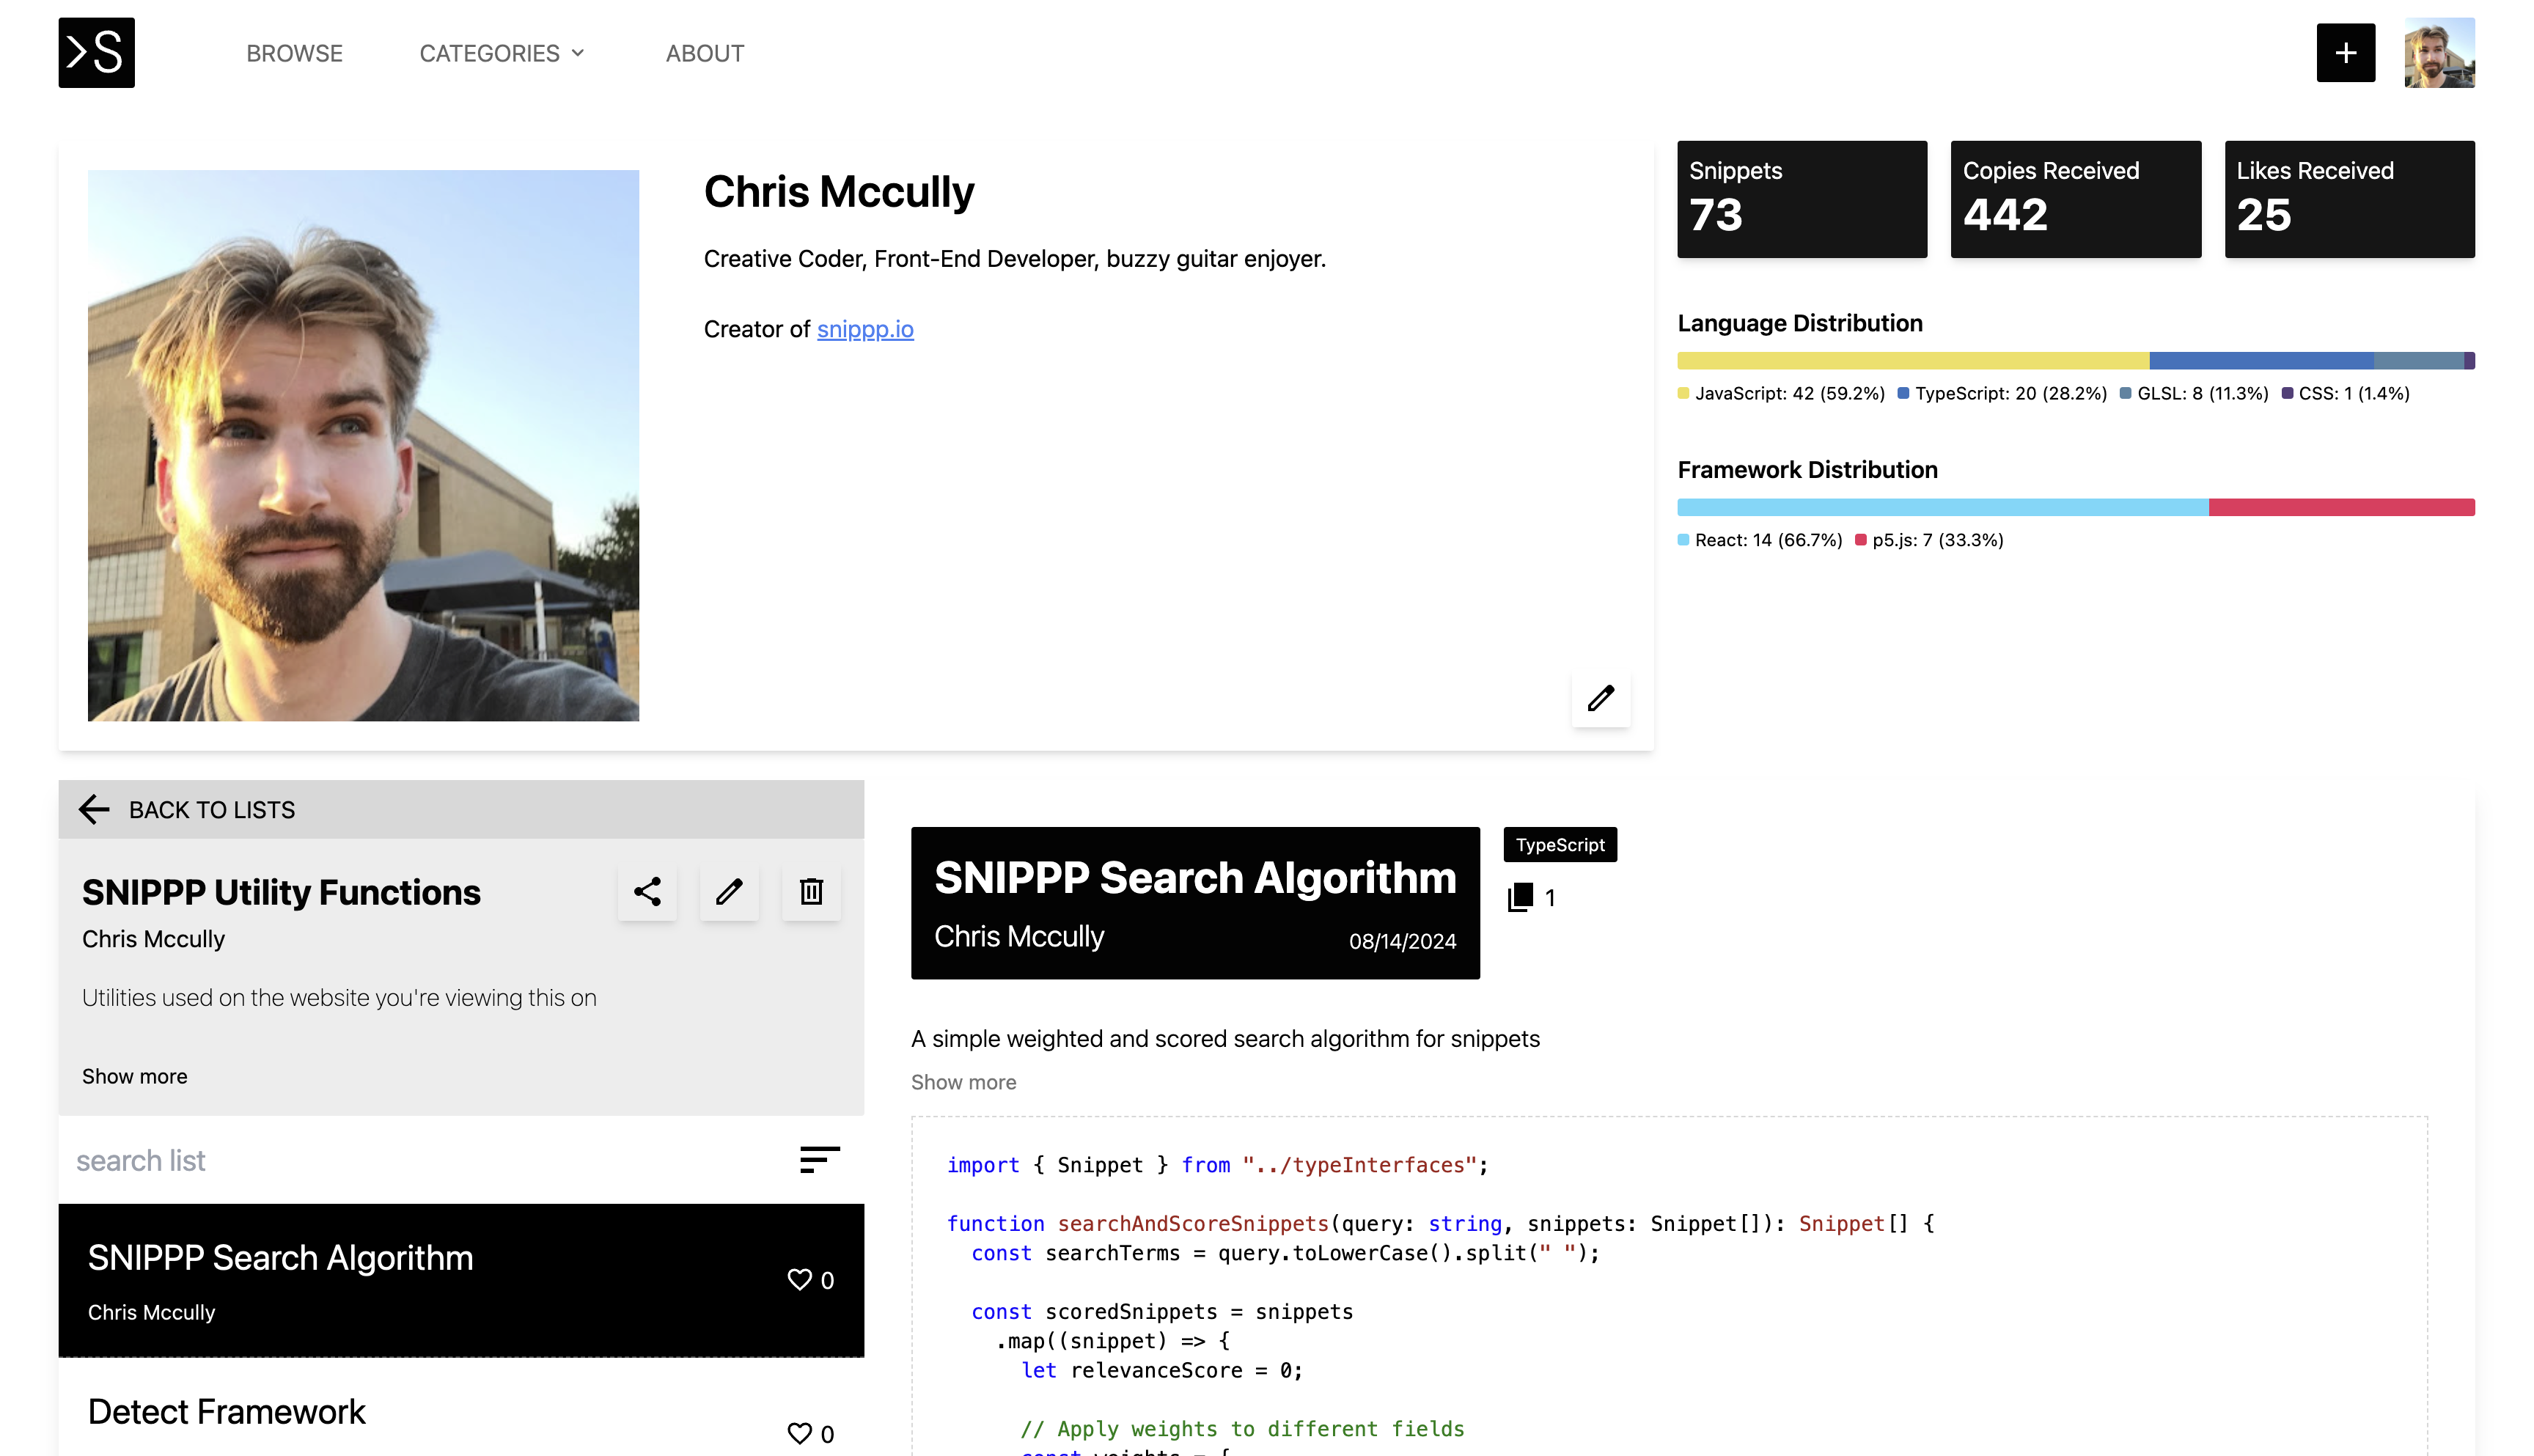 >S
BROWSE
CATEGORIES
ABOUT
+
Chris Mccully
Creative Coder, Front-End Developer, buzzy guitar enjoyer.
Creator of snippp.io
Snippets
73
Copies Received
442
Likes Received
25
Language Distribution
JavaScript: 42 (59.2%) TypeScript: 20 (28.2%) GLSL: 8 (11.3%) CSS: 1 (1.4%)
Framework Distribution
React: 14 (66.7%) p5.js: 7 (33.3%)
BACK TO LISTS
SNIPPP Utility Functions
Chris Mccully
Utilities used on the website you're viewing this on
Show more
search list
SNIPPP Search Algorithm
Chris Mccully
0
Detect Framework
0
SNIPPP Search Algorithm
Chris Mccully
08/14/2024
TypeScript
1
A simple weighted and scored search algorithm for snippets
Show more
import { Snippet } from "../typeInterfaces";
function searchAndScoreSnippets(query: string, snippets: Snippet[]): Snippet[] {
const searchTerms = query.toLowerCase().split(" ");
const scoredSnippets = snippets
.map((snippet) => {
let relevanceScore = 0;
// Apply weights to different fields
const weights = {